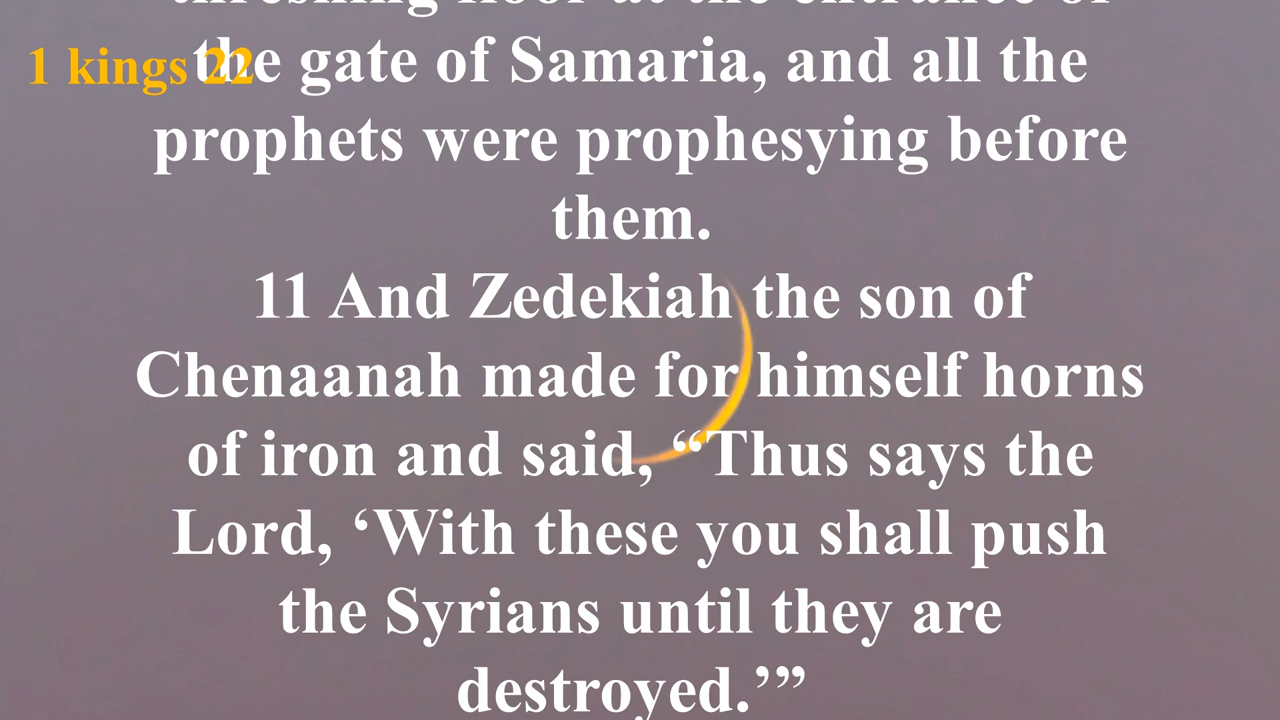 threshing floor at the entrance of
1 kings 22
the gate of Samaria, and all the
prophets were prophesying before
them.
11 And Zedekiah the son of
Chenaanah made for himself horns
of iron and said, “Thus says the
Lord, ‘With these you shall push
the Syrians until they are
destroyed.’”